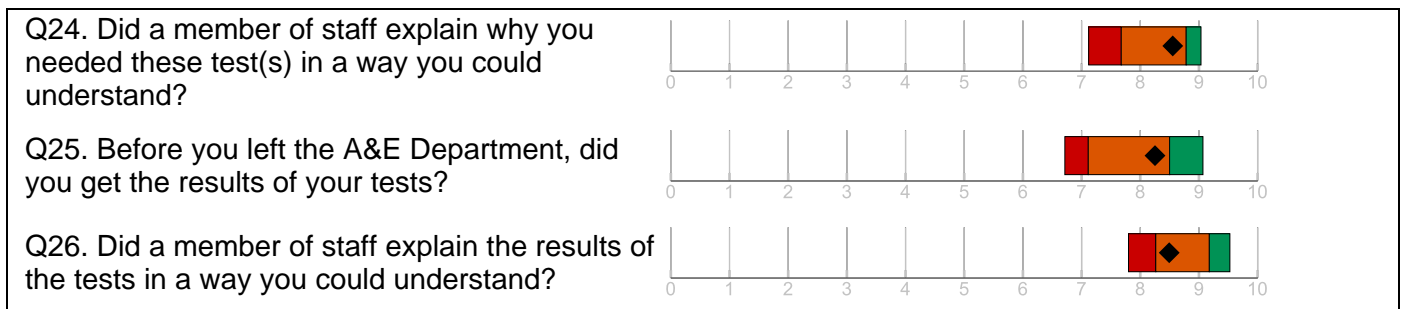 Q24. Did a member of staff explain why you
needed these test(s) in a way you could
understand?
0 1 2 3 4 5 6 7 8 9 10
Q25. Before you left the A&E Department, did
you get the results of your tests?
0 1 2 3 4 5 6 7 8 9 10
Q26. Did a member of staff explain the results of
the tests in a way you could understand?
0 1 2 3 4 5 6 7 8 9 10